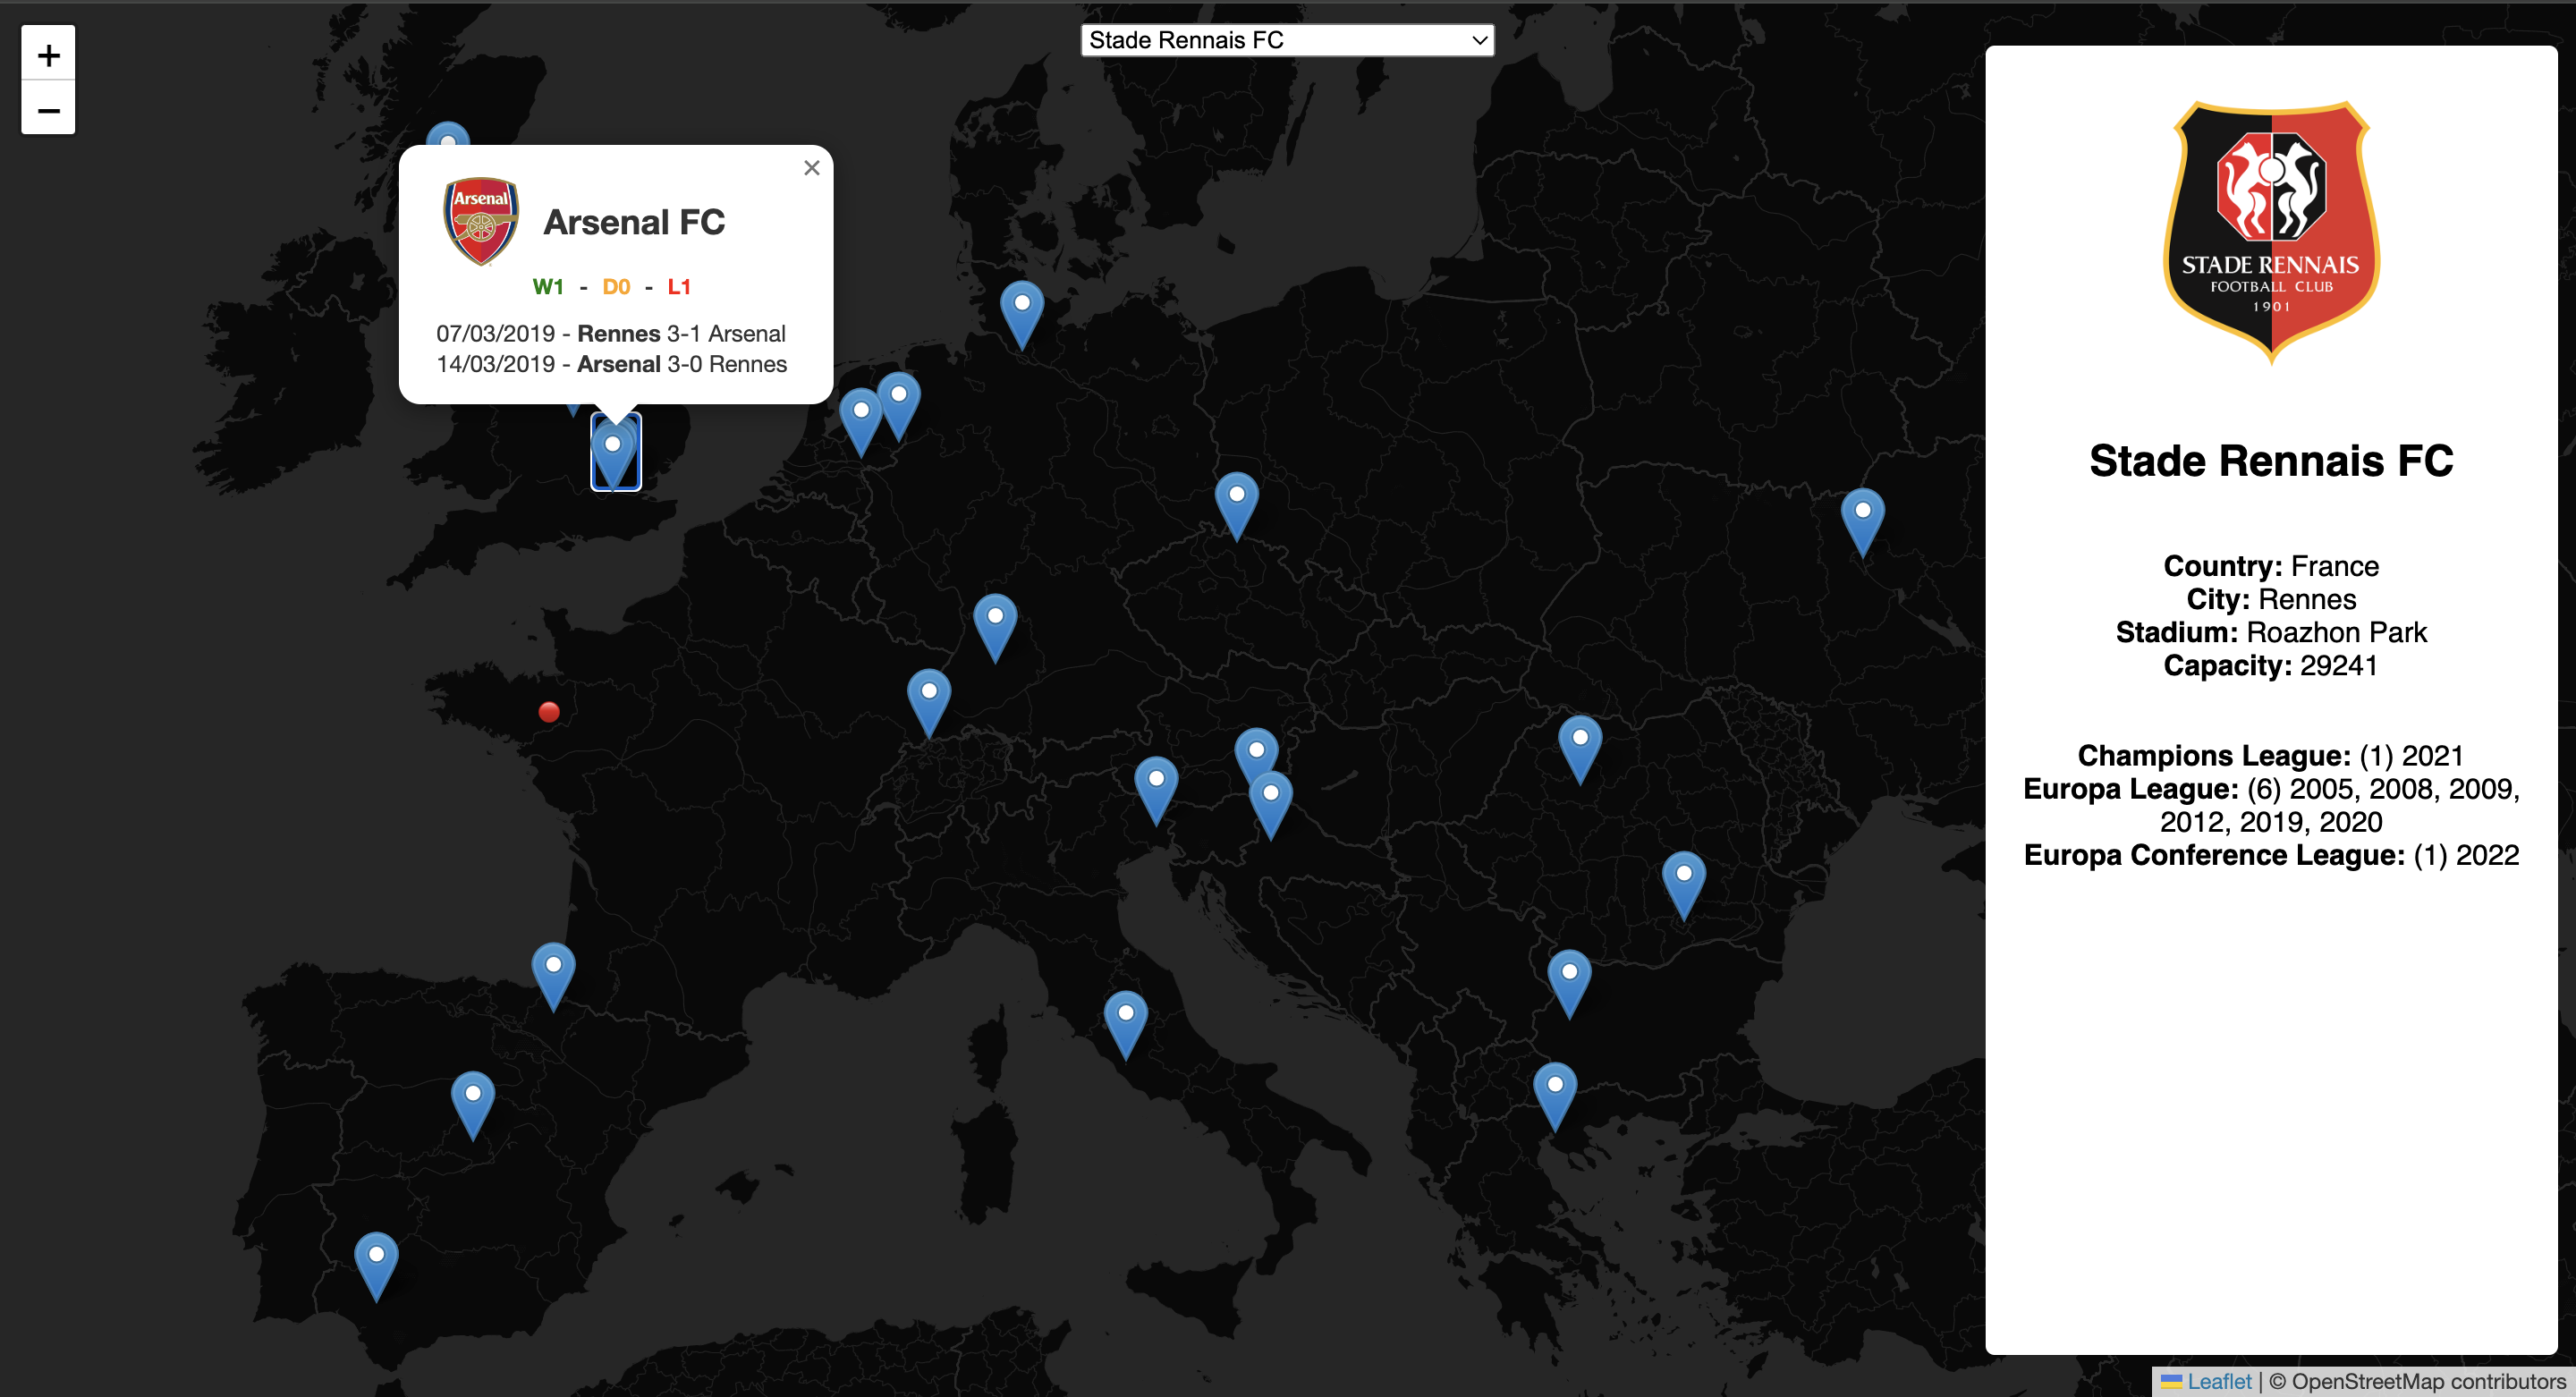 +
−
Stade Rennais FC
×
Arsenal
Arsenal FC
W1 - D0 - L1
07/03/2019 - Rennes 3-1 Arsenal
14/03/2019 - Arsenal 3-0 Rennes
STADE RENNAIS
FOOTBALL CLUB
1901
Stade Rennais FC
Country: France
City: Rennes
Stadium: Roazhon Park
Capacity: 29241
Champions League: (1) 2021
Europa League: (6) 2005, 2008, 2009,
2012, 2019, 2020
Europa Conference League: (1) 2022
Leaflet | © OpenStreetMap contributors